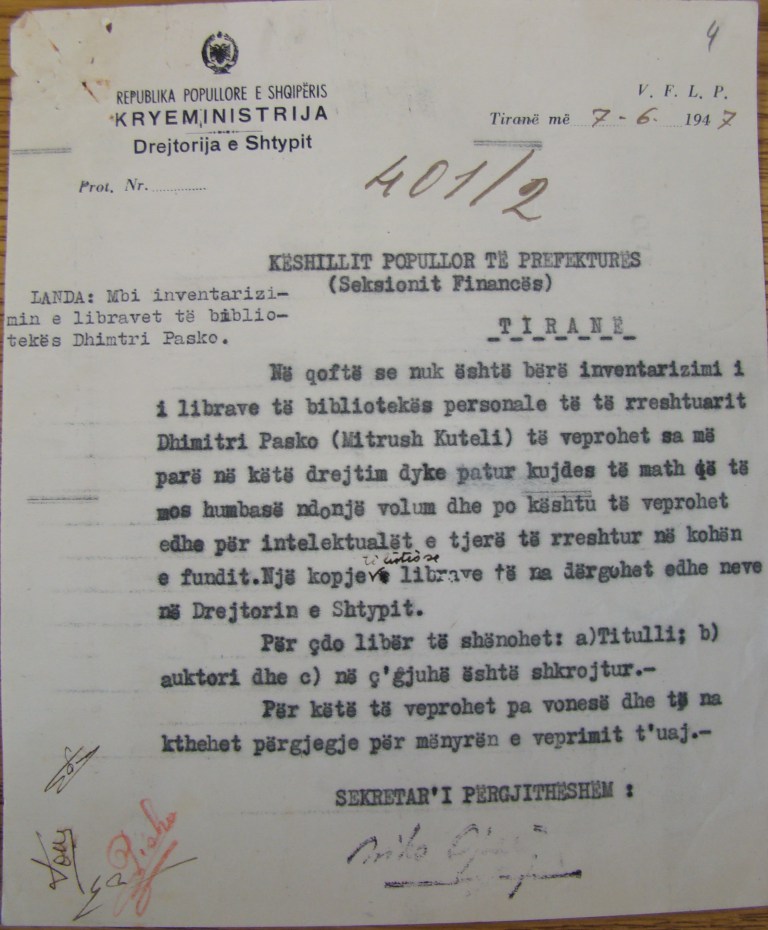 4
REPUBLIKA POPULLORE E SHQIPËRIS
KRYEMINISTRIJA
Drejtorija e Shtypit
Prot. Nr. ............
V. F. L. P.
Tiranë më 7-6. 1947
401/2
KËSHILLIT POPULLOR TË PREFEKTURËS
(Seksionit Financës)
TIRANË
LANDA: Mbi inventarizi-
min e libravet të biblio-
tekës Dhimtri Pasko.
Në qoftë se nuk është bërë inventarizimi i
i librave të bibliotekës personale të të rreshtuarit
Dhimitri Pasko (Mitrush Kuteli) të veprohet sa më
parë në këtë drejtim dyke patur kujdes të math që të
mos humbasë ndonjë volum dhe po kështu të veprohet
edhe për intelektualët e tjerë të rreshtur në kohën
e fundit.Një kopje të listës se librave të na dërgohet edhe neve
në Drejtorin e Shtypit.
Për çdo libër të shënohet: a)Titulli; b)
auktori dhe c) në ç'gjuhë është shkrojtur.-
Për këtë të veprohet pa vonesë dhe të na
kthehet përgjegje për mënyrën e veprimit t'uaj.-
SEKRETAR'I PËRGJITHESHËM :